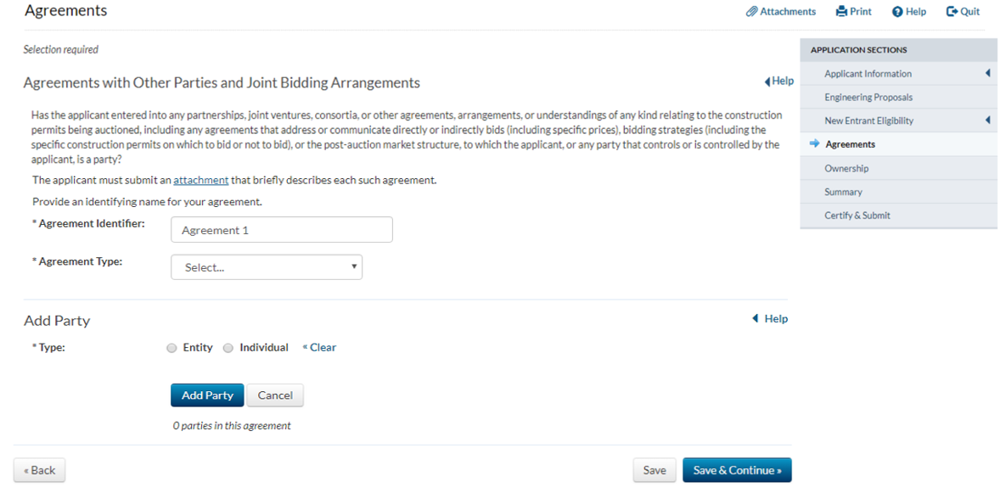 Agreements
Attachments Print Help Quit
Selection required
Agreements with Other Parties and Joint Bidding Arrangements
Help
Has the applicant entered into any partnerships, joint ventures, consortia, or other agreements, arrangements, or understandings of any kind relating to the construction
permits being auctioned, including any agreements that address or communicate directly or indirectly bids (including specific prices), bidding strategies (including the
specific construction permits on which to bid or not to bid), or the post-auction market structure, to which the applicant, or any party that controls or is controlled by the
applicant, is a party?
The applicant must submit an attachment that briefly describes each such agreement.
Provide an identifying name for your agreement.
* Agreement Identifier:
Agreement 1
* Agreement Type:
Select...
Add Party
Help
* Type:
Entity Individual « Clear
Add Party Cancel
0 parties in this agreement
« Back
Save Save & Continue »
APPLICATION SECTIONS
Applicant Information
Engineering Proposals
New Entrant Eligibility
Agreements
Ownership
Summary
Certify & Submit